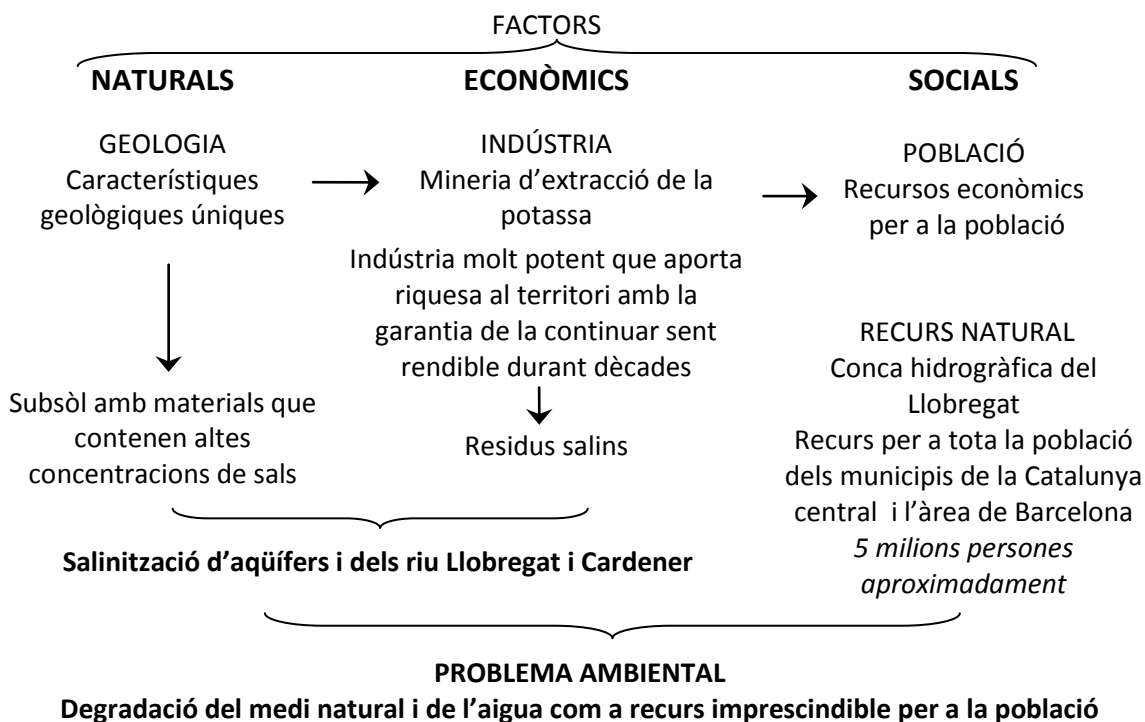 FACTORS
NATURALS
ECONÒMICS
SOCIALS
GEOLOGIA
Característiques
geològiques úniques
INDÚSTRIA
Mineria d’extracció de la
potassa
Indústria molt potent que aporta
riquesa al territori amb la
garantia de la continuar sent
rendible durant dècades
POBLACIÓ
Recursos econòmics
per a la població
Subsòl amb materials que
contenen altes
concentracions de sals
Residus salins
RECURS NATURAL
Conca hidrogràfica del
Llobregat
Recurs per a tota la població
dels municipis de la Catalunya
central i l’àrea de Barcelona
5 milions persones
aproximadament
Salinització d’aqüífers i dels riu Llobregat i Cardener
PROBLEMA AMBIENTAL
Degradació del medi natural i de l’aigua com a recurs imprescindible per a la població